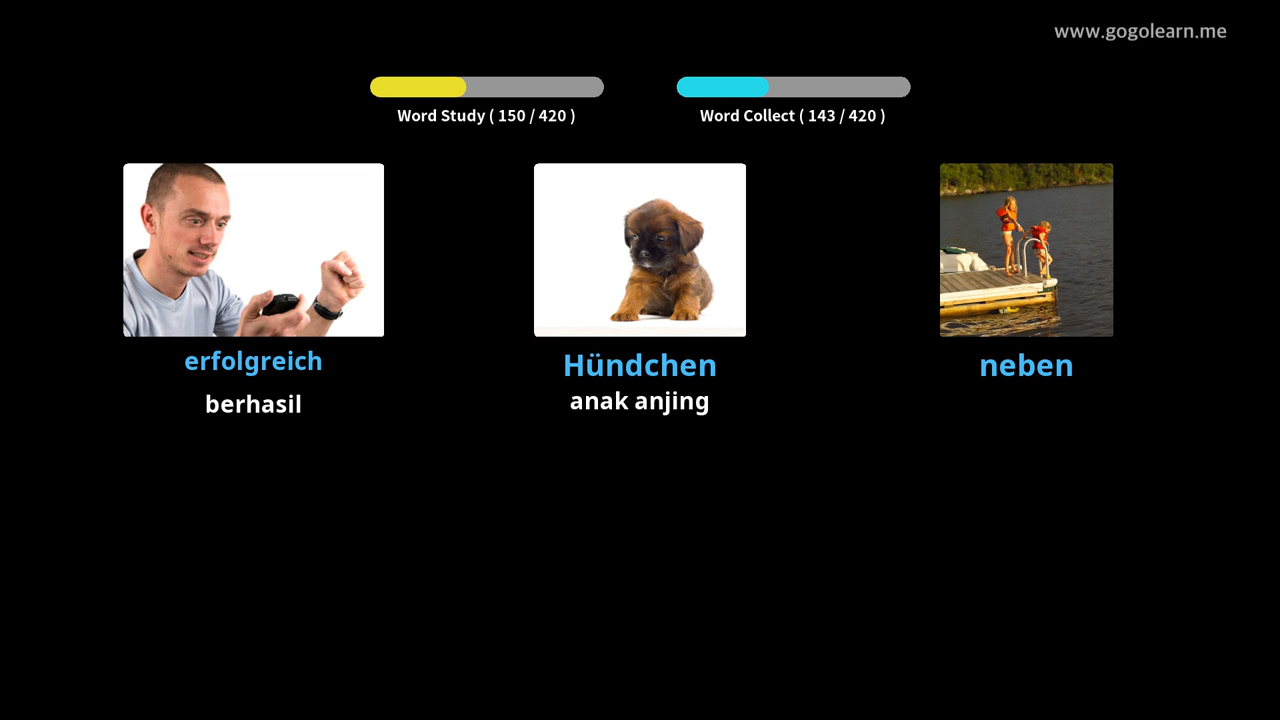 www.gogolearn.me
Word Study ( 150 / 420 )
Word Collect ( 143 / 420 )
erfolgreich
berhasil
Hündchen
anak anjing
neben